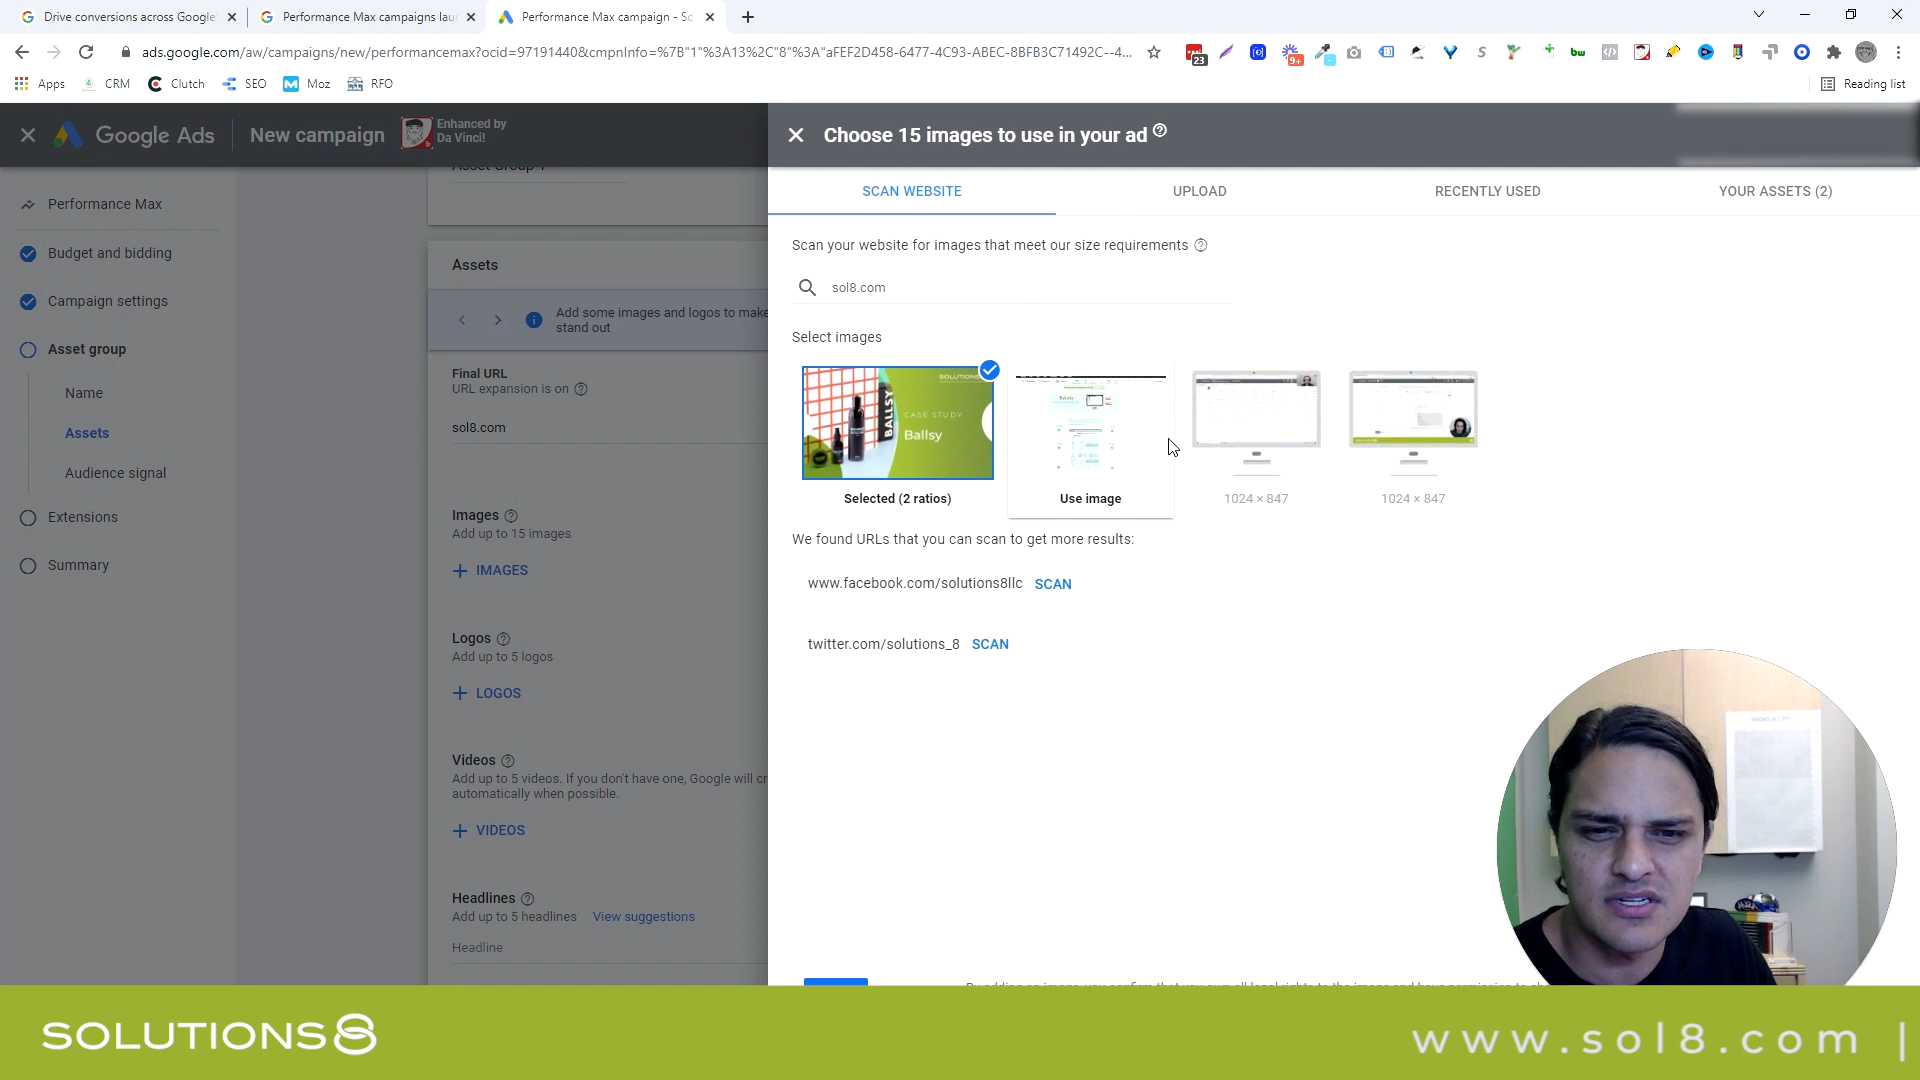 Drive conversions across Google'
Performance Max campaigns lau
Performance Max campaign - Sc
ads.google.com/aw/campaigns/new/performancemax?ocid=97191440&cmpnInfo=%7B"1"%3A13%2C"8"%3A"aFEF2D458-6477-4C93-ABEC-8BFB3C71492C--4...
23
9+
bw
Apps
CRM
Clutch
SEO
Moz
RFO
Reading list
Google Ads
New campaign
Enhanced by
Da Vinci!
Choose 15 images to use in your ad
Performance Max
Budget and bidding
Campaign settings
Asset group
Name
Assets
Audience signal
Extensions
Summary
Asset Group 1
Assets
Add some images and logos to make
stand out
Final URL
URL expansion is on
sol8.com
Images
Add up to 15 images
IMAGES
Logos
Add up to 5 logos
LOGOS
Videos
Add up to 5 videos. If you don't have one, Google will cr
automatically when possible.
VIDEOS
Headlines
Add up to 5 headlines View suggestions
Headline
SCAN WEBSITE
UPLOAD
RECENTLY USED
YOUR ASSETS (2)
Scan your website for images that meet our size requirements
sol8.com
Select images
SOLUTIONS
BALLSY
CASE STUDY
Ballsy
Selected (2 ratios)
Use image
1024 × 847
1024 × 847
We found URLs that you can scan to get more results:
www.facebook.com/solutions8llc SCAN
twitter.com/solutions_8 SCAN
SOLUTIONS8
www.sol8.com |